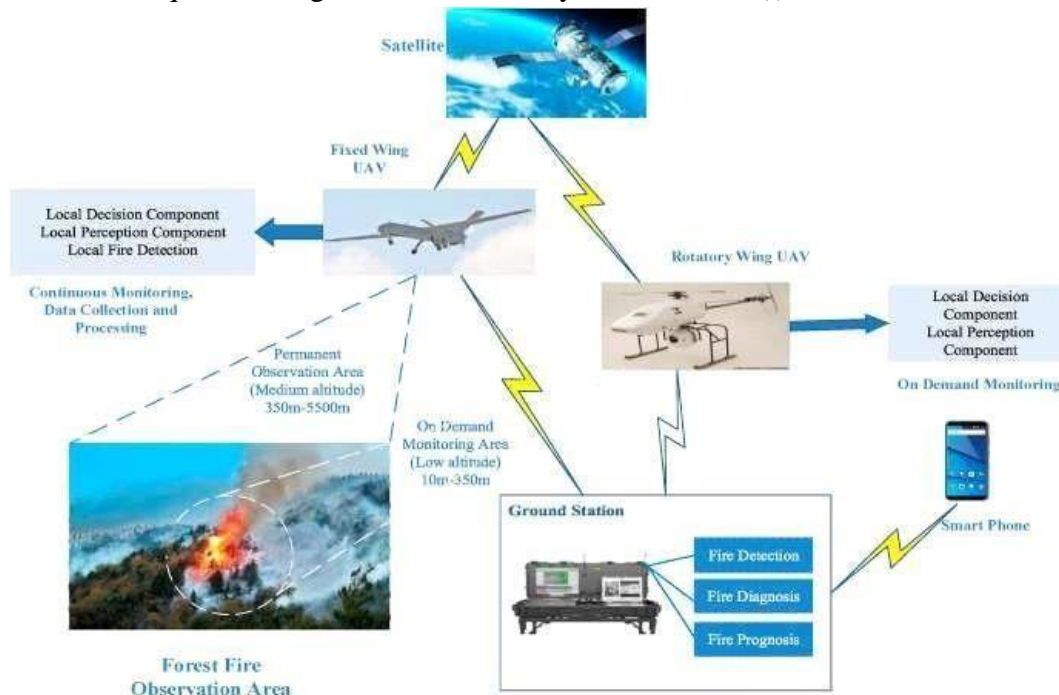 Satellite
Fixed Wing
UAV
Local Decision Component
Local Perception Component
Local Fire Detection
Continuous Monitoring,
Data Collection and
Processing
Rotatory Wing UAV
Local Decision
Component
Local Perception
Component
On Demand Monitoring
Permanent
Observation Area
(Medium altitude)
350m-5500m
On Demand
Monitoring Area
(Low altitude)
10m-350m
Ground Station
Fire Detection
Fire Diagnosis
Fire Prognosis
Smart Phone
Forest Fire
Observation Area